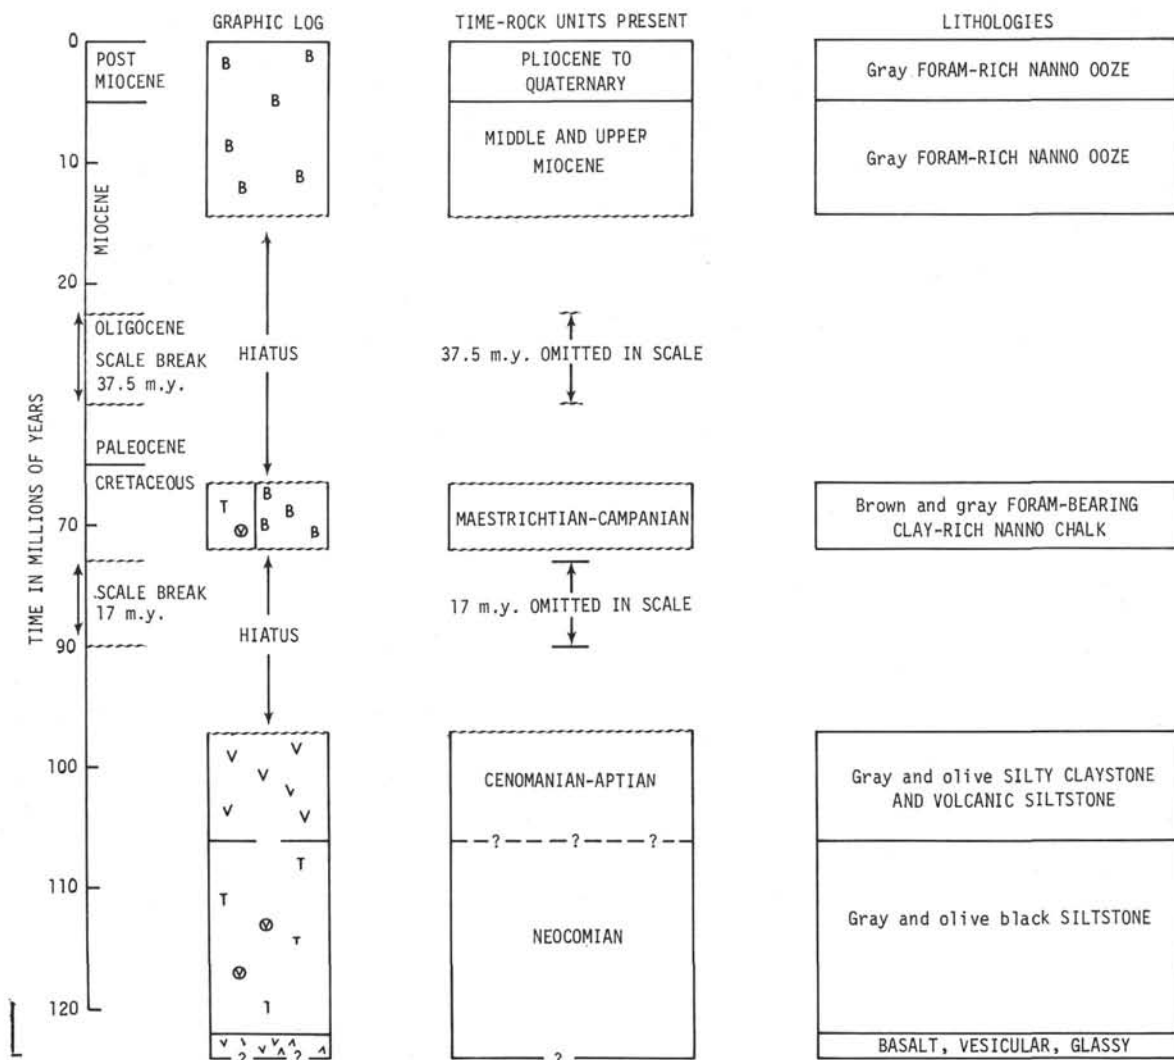 GRAPHIC LOG
TIME-ROCK UNITS PRESENT
LITHOLOGIES
TIME IN MILLIONS OF YEARS
0
POST
MIOCENE
10
MIOCENE
20
OLIGOCENE
SCALE BREAK
37.5 m.y.
PALEOCENE
CRETACEOUS
70
SCALE BREAK
17 m.y.
90
100
110
120
B B
B
B
B B
HIATUS
T B
B
V B B
HIATUS
V V
V
V
V V
T
T
V
T
V
? ?
PLIOCENE TO
QUATERNARY
MIDDLE AND UPPER
MIOCENE
37.5 m.y. OMITTED IN SCALE
MAESTRICHTIAN-CAMPANIAN
17 m.y. OMITTED IN SCALE
CENOMANIAN-APTIAN
? ? ?
NEOCOMIAN
?
Gray FORAM-RICH NANNO OOZE
Gray FORAM-RICH NANNO OOZE
Brown and gray FORAM-BEARING
CLAY-RICH NANNO CHALK
Gray and olive SILTY CLAYSTONE
AND VOLCANIC SILTSTONE
Gray and olive black SILTSTONE
BASALT, VESICULAR, GLASSY